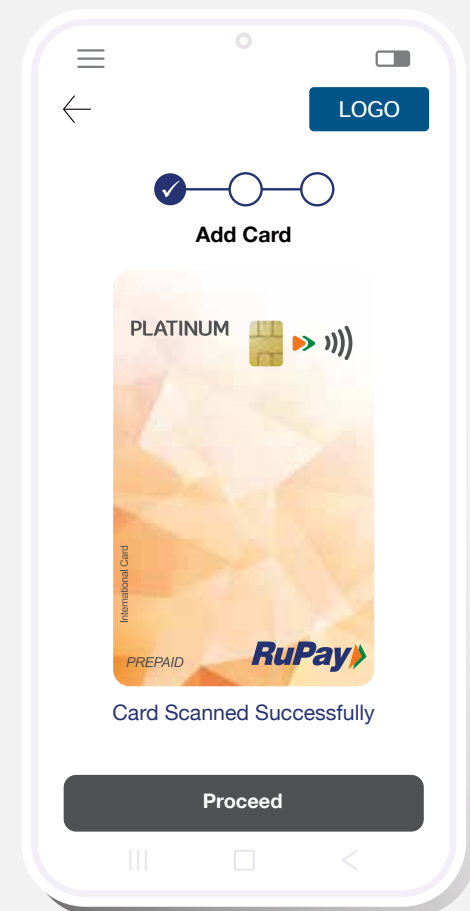 LOGO
Add Card
PLATINUM
International Card
PREPAID
RuPay
Card Scanned Successfully
Proceed